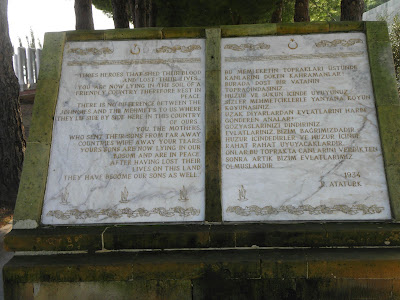 THOSE HEROES THAT SHED THEIR BLOOD
AND LOST THEIR LIVES.
YOU ARE NOW LYING IN THE SOIL OF A
FRIENDLY COUNTRY THEREFORE REST IN
PEACE.
THERE IS NO DIFFERENCE BETWEEN THE
JOHNNIES AND THE MEHMETS TO US WHERE
THEY LIE SIDE BY SIDE HERE IN THIS COUNTRY
OF OURS.
YOU, THE MOTHERS,
WHO SENT THEIR SONS FROM FAR AWAY
COUNTRIES WIPE AWAY YOUR TEARS;
YOUR SONS ARE NOW LYING IN OUR
BOSOM AND ARE IN PEACE.
AFTER HAVING LOST THEIR
LIVES ON THIS LAND
THEY HAVE BECOME OUR SONS AS WELL.
BU MEMLEKETİN TOPRAKLARI ÜSTÜNDE
KANLARINI DÖKEN KAHRAMANLAR!
BURADA DOST BİR VATANIN
TOPRAĞINDASINIZ.
HUZUR VE SÜKUN İÇİNDE UYUYUNUZ.
SİZLER MEHMETÇİKLERLE YANYANA KOYUN
KOYUNASINIZ.
UZAK DİYARLARDAN EVLATLARINI HARBE
GÖNDEREN ANALAR!
GÖZYAŞLARINIZI DİNDİRİNİZ.
EVLATLARINIZ, BİZİM BAĞRIMIZDADIR.
HUZUR İÇİNDEDİRLER VE HUZUR İÇİNDE
RAHAT RAHAT UYUYACAKLARDIR.
ONLAR BU TOPRAKTA CANLARINI VERDİKTEN
SONRA ARTIK BİZİM EVLATLARIMIZ
OLMUŞLARDIR.
1934
ATATÜRK